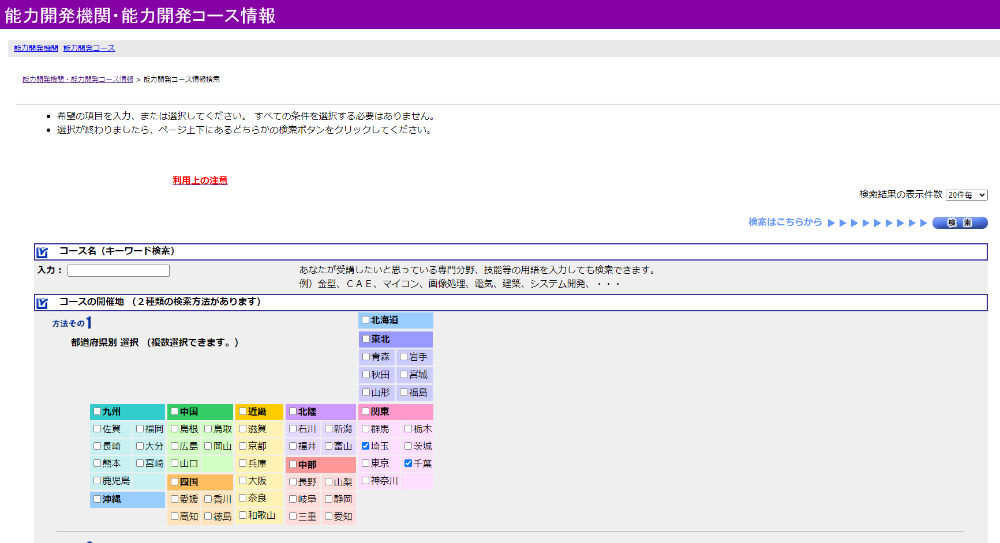 能力開発機関・能力開発コース情報
能力開発機関 能力開発コース
能力開発機関・能力開発コース情報 > 能力開発コース情報検索
希望の項目を入力、または選択してください。 すべての条件を選択する必要はありません。
選択が終わりましたら、ページ上下にあるどちらかの検索ボタンをクリックしてください。
利用上の注意
検索結果の表示件数 20件毎
検索はこちらから 検 索
コース名（キーワード検索）
入力：
あなたが受講したいと思っている専門分野、技能等の用語を入力しても検索できます。
例）金型、ＣＡＥ、マイコン、画像処理、電気、建築、システム開発、・・・
コースの開催地 （２種類の検索方法があります）
方法その1
都道府県別 選択 （複数選択できます。）
北海道
東北
青森 岩手
秋田 宮城
山形 福島
九州 中国 近畿 北陸 関東
佐賀 福岡 島根 鳥取 滋賀 石川 新潟 群馬 栃木
長崎 大分 広島 岡山 京都 福井 富山 埼玉 茨城
熊本 宮崎 山口 兵庫 中部 東京 千葉
鹿児島 四国 大阪 長野 山梨 神奈川
沖縄 愛媛 香川 奈良 岐阜 静岡
高知 徳島 和歌山 三重 愛知